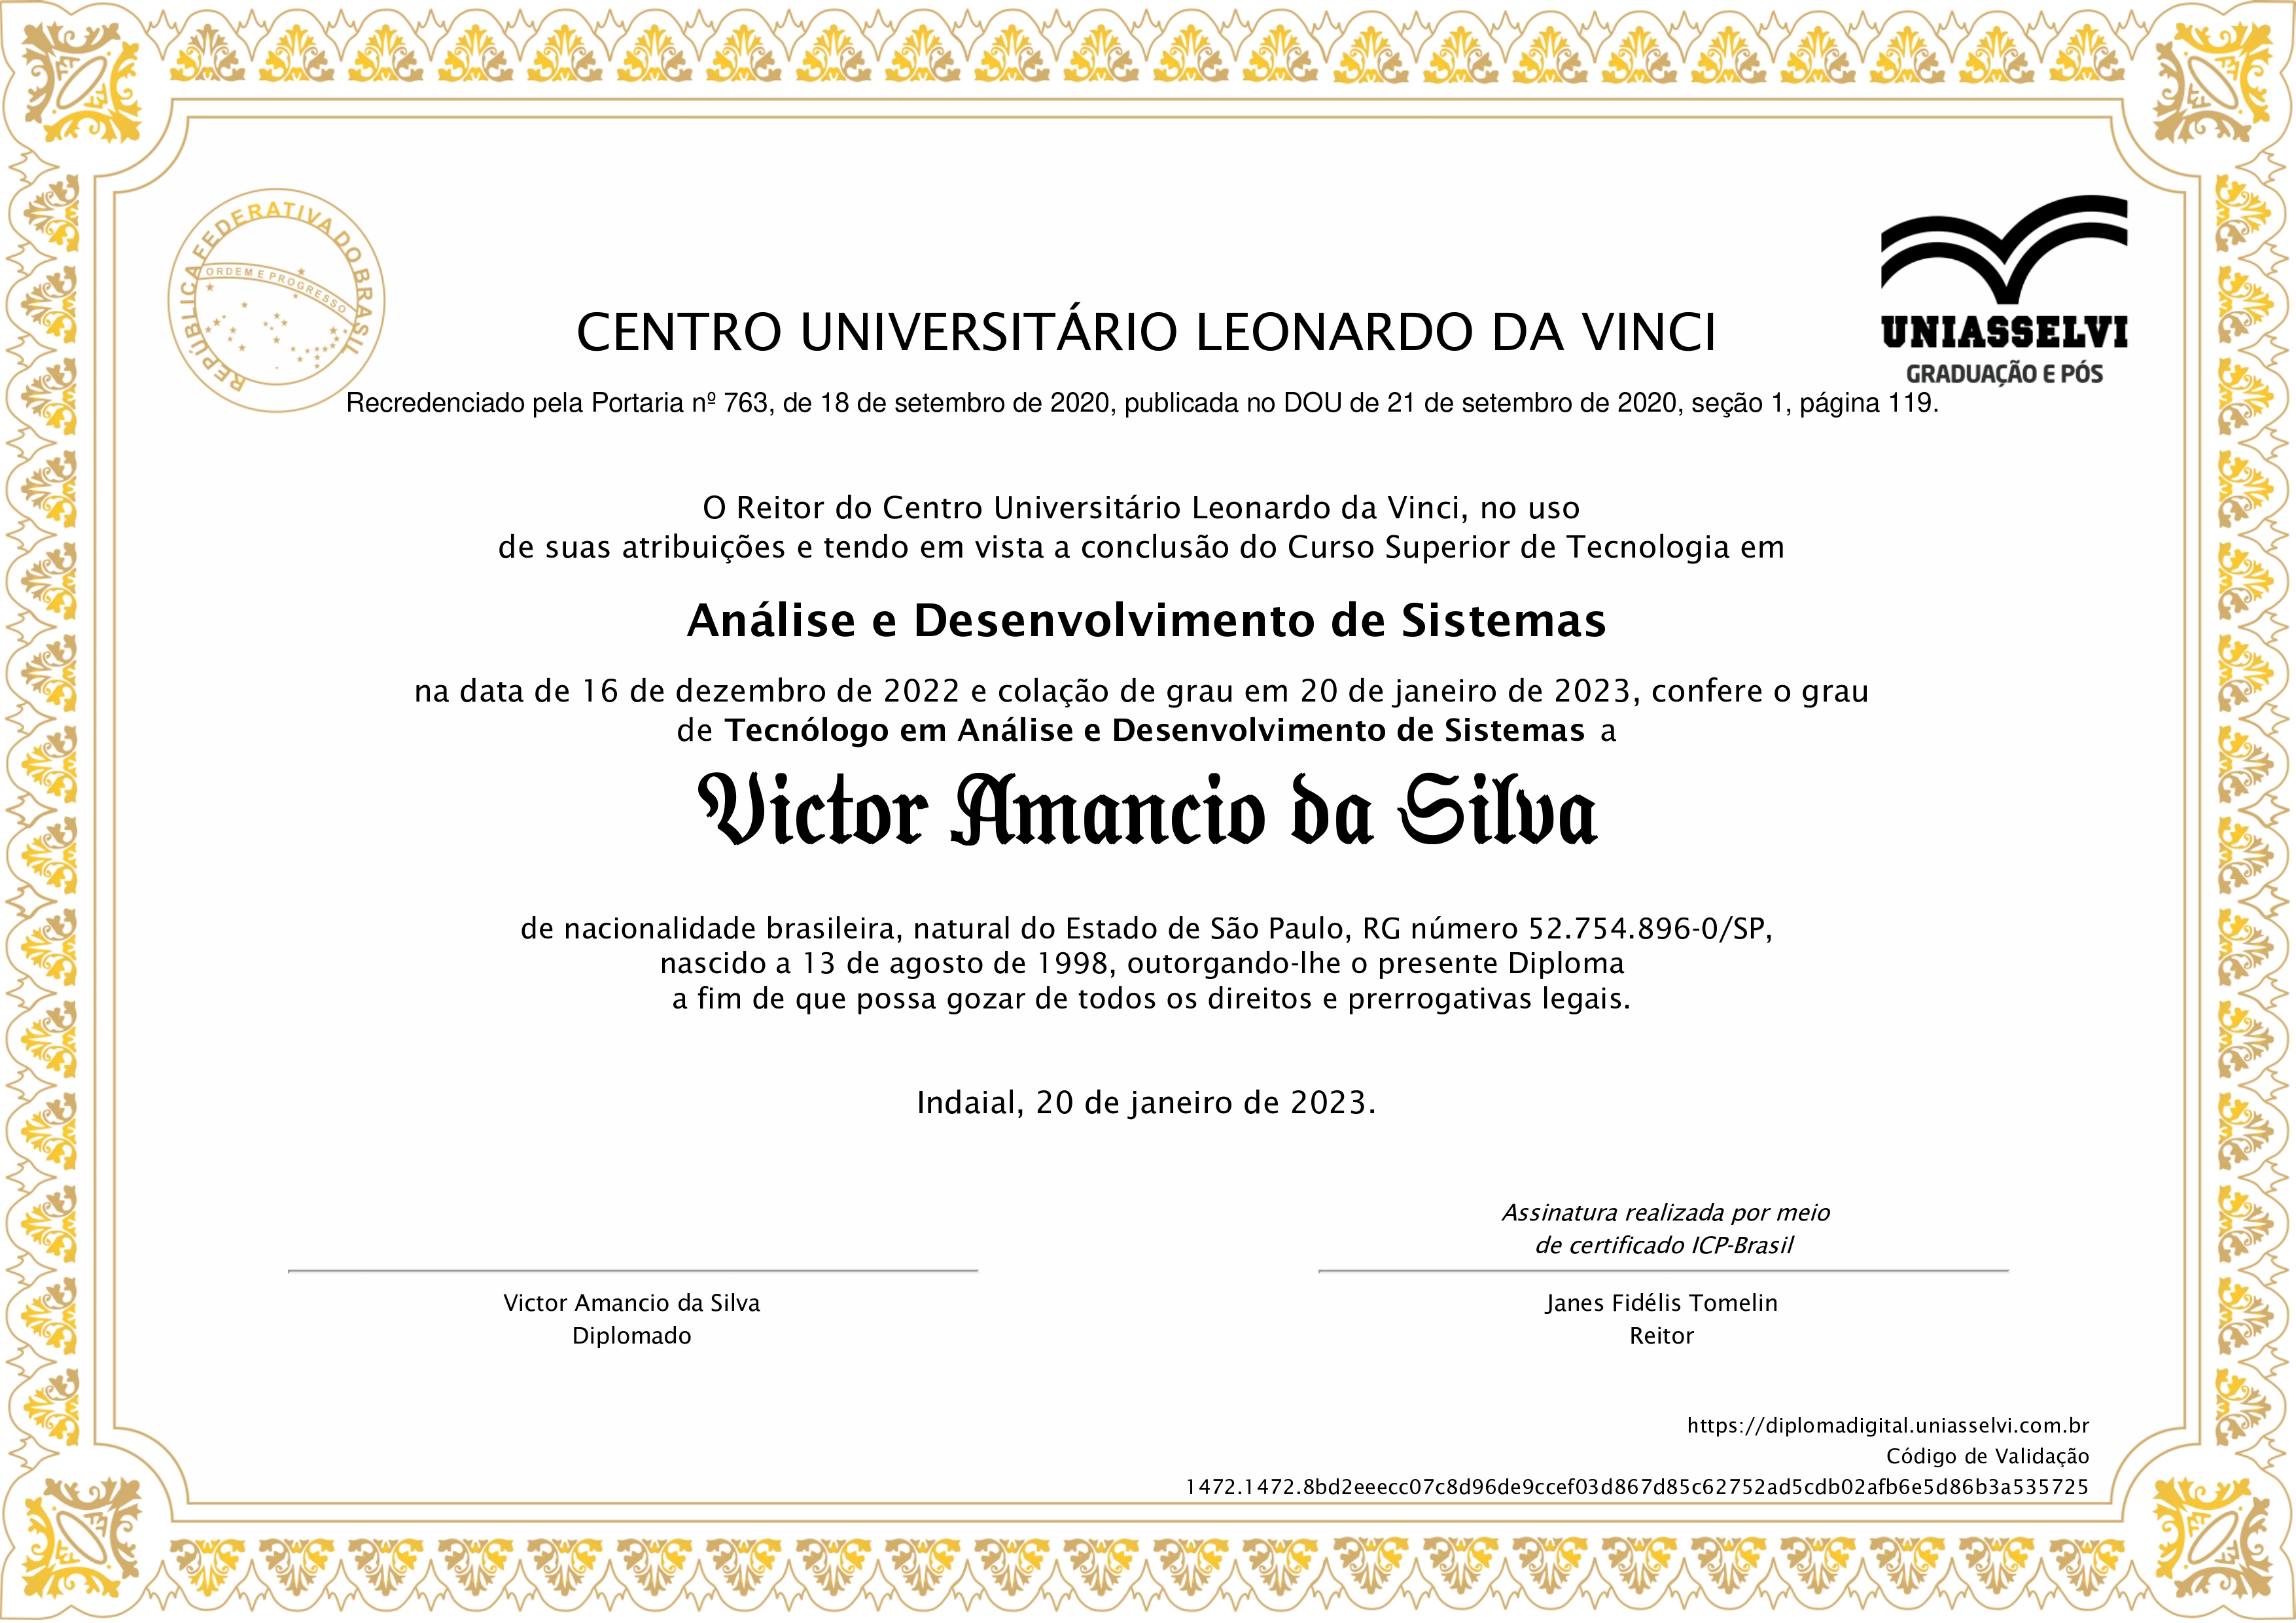 REPÚBLICA FEDERATIVA DO BRASIL
ORDEM E PROGRESSO
UNIASSELVI
GRADUAÇÃO E PÓS
CENTRO UNIVERSITÁRIO LEONARDO DA VINCI
Recredenciado pela Portaria nº 763, de 18 de setembro de 2020, publicada no DOU de 21 de setembro de 2020, seção 1, página 119.
O Reitor do Centro Universitário Leonardo da Vinci, no uso
de suas atribuições e tendo em vista a conclusão do Curso Superior de Tecnologia em
Análise e Desenvolvimento de Sistemas
na data de 16 de dezembro de 2022 e colação de grau em 20 de janeiro de 2023, confere o grau
de Tecnólogo em Análise e Desenvolvimento de Sistemas a
Victor Amancio da Silva
de nacionalidade brasileira, natural do Estado de São Paulo, RG número 52.754.896-0/SP,
nascido a 13 de agosto de 1998, outorgando-lhe o presente Diploma
a fim de que possa gozar de todos os direitos e prerrogativas legais.
Indaial, 20 de janeiro de 2023.
Assinatura realizada por meio
de certificado ICP-Brasil
Victor Amancio da Silva
Diplomado
Janes Fidélis Tomelin
Reitor
https://diplomadigital.uniasselvi.com.br
Código de Validação
1472.1472.8bd2eeecc07c8d96de9ccef03d867d85c62752ad5cdb02afb6e5d86b3a535725